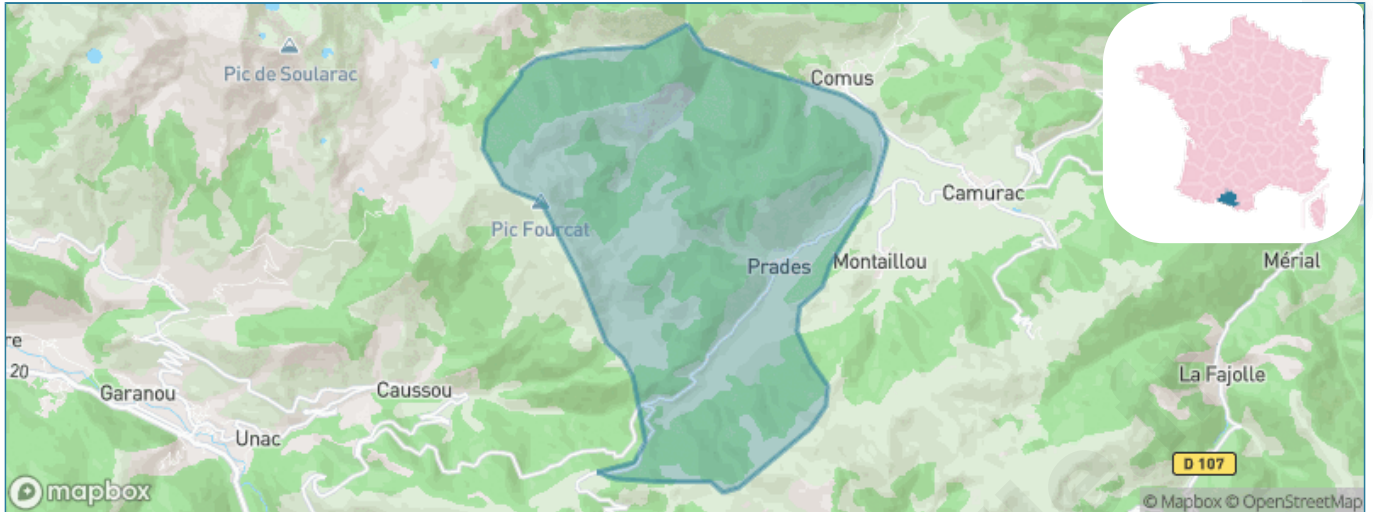 Pic de Soularac
Comus
Camurac
Pic Fourcat
Prades
Montaillou
Mérial
re
20
Garanou
Caussou
La Fajolle
Unac
D 107
mapbox
© Mapbox © OpenStreetMap